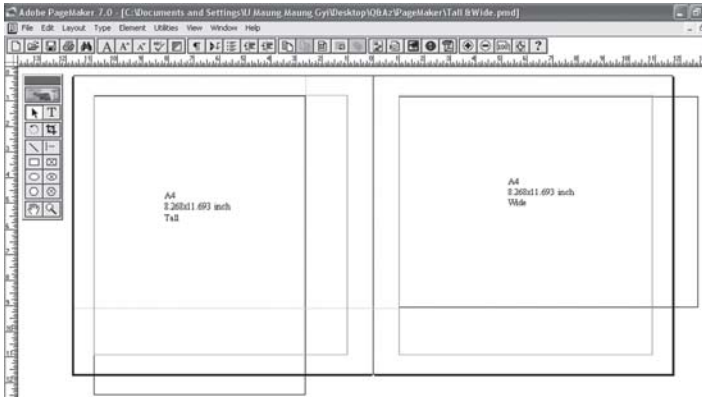 Adobe PageMaker 7.0 - [C:\Documents and Settings\U Maung Maung Gyi\Desktop\Q&Az\PageMaker\Tall &Wide.pmd]
File Edit Layout Type Element Utilities View Window Help
A4
8.268x11.693 inch
Tall
A4
8.268x11.693 inch
Wide